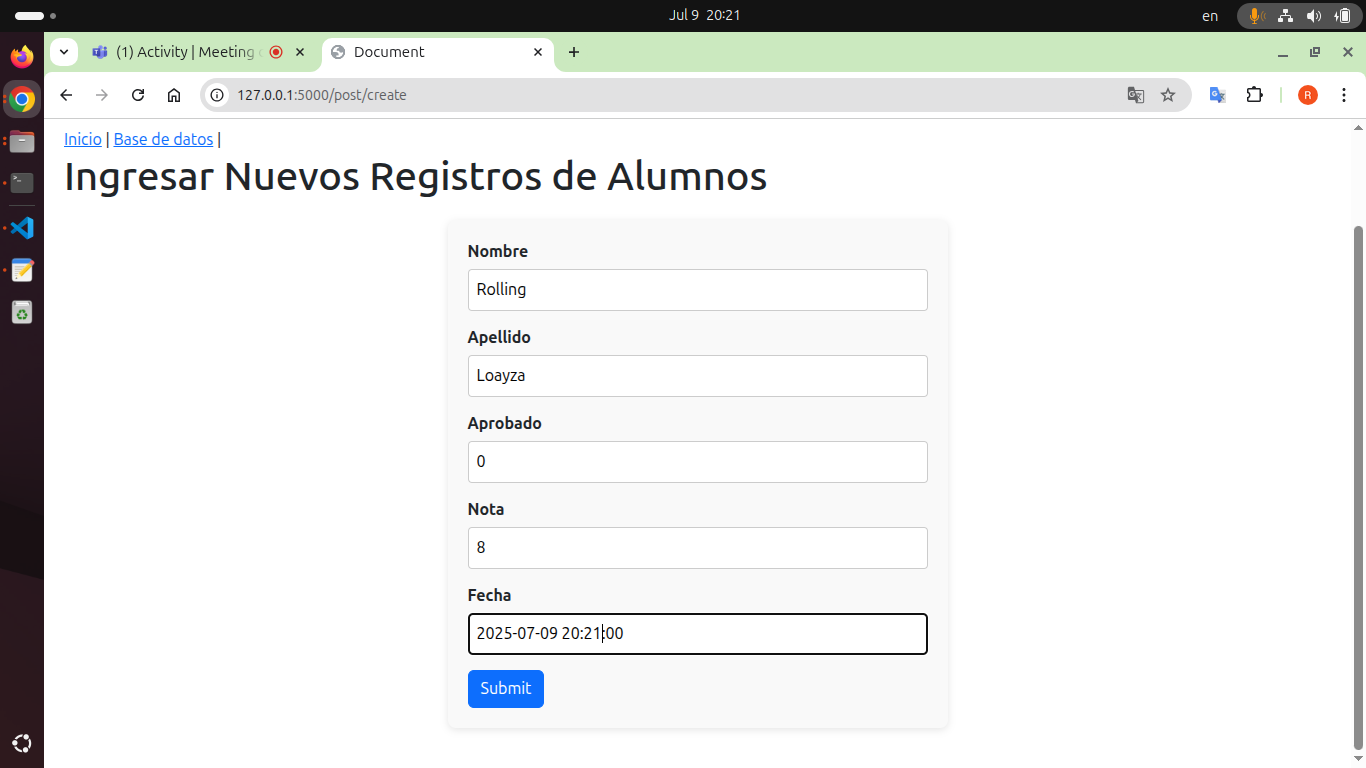 Jul 9 20:21
en
(1) Activity | Meeting
Document
127.0.0.1:5000/post/create
R
Inicio | Base de datos |
Ingresar Nuevos Registros de Alumnos
Nombre
Rolling
Apellido
Loayza
Aprobado
0
Nota
8
Fecha
2025-07-09 20:21:00
Submit